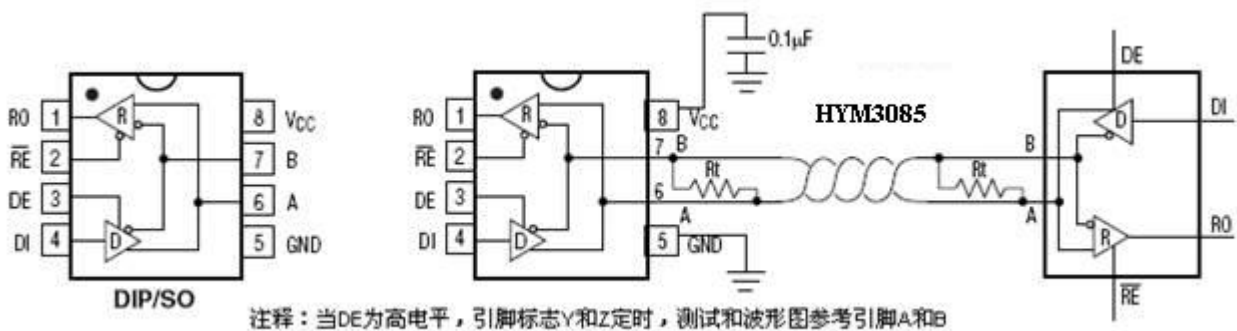 RO 1
RE 2
DE 3
DI 4
R
D
8 VCC
7 B
6 A
5 GND
DIP/SO
RO 1
RE 2
DE 3
DI 4
R
D
0.1μF
8
VCC
7 B
Rt
6
A
5
GND
HYM3085
B
Rt
A
DE
D
DI
R
RO
RE
注释：当DE为高电平，引脚标志Y和Z定时，测试和波形图参考引脚A和B